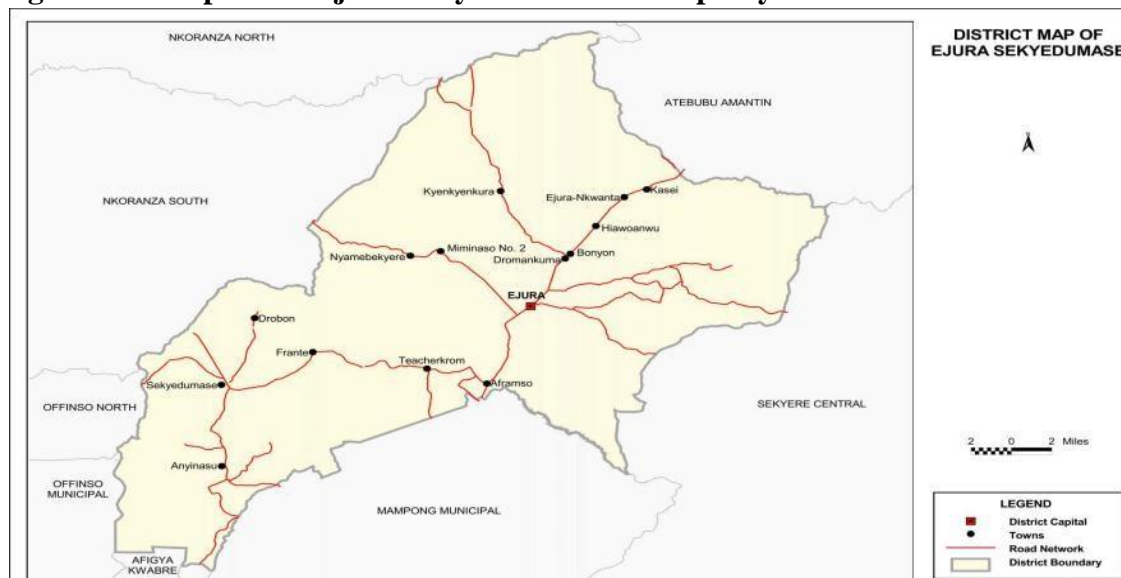 NKORANZA NORTH
DISTRICT MAP OF
EJURA SEKYEDUMASE
ATEBUBU AMANTIN
Kyenkyenkura
Kasei
Ejura-Nkwanta
NKORANZA SOUTH
Hiawoanwu
Miminaso No. 2
Bonyon
Nyamebekyere
Dromankuma
EJURA
Drobon
Frante
Teacherkrom
Sekyedumase
Aframso
OFFINSO NORTH
SEKYERE CENTRAL
2 0 2 Miles
Anyinasu
OFFINSO
MUNICIPAL
MAMPONG MUNICIPAL
LEGEND
District Capital
Towns
Road Network
District Boundary
AFIGYA
KWABRE